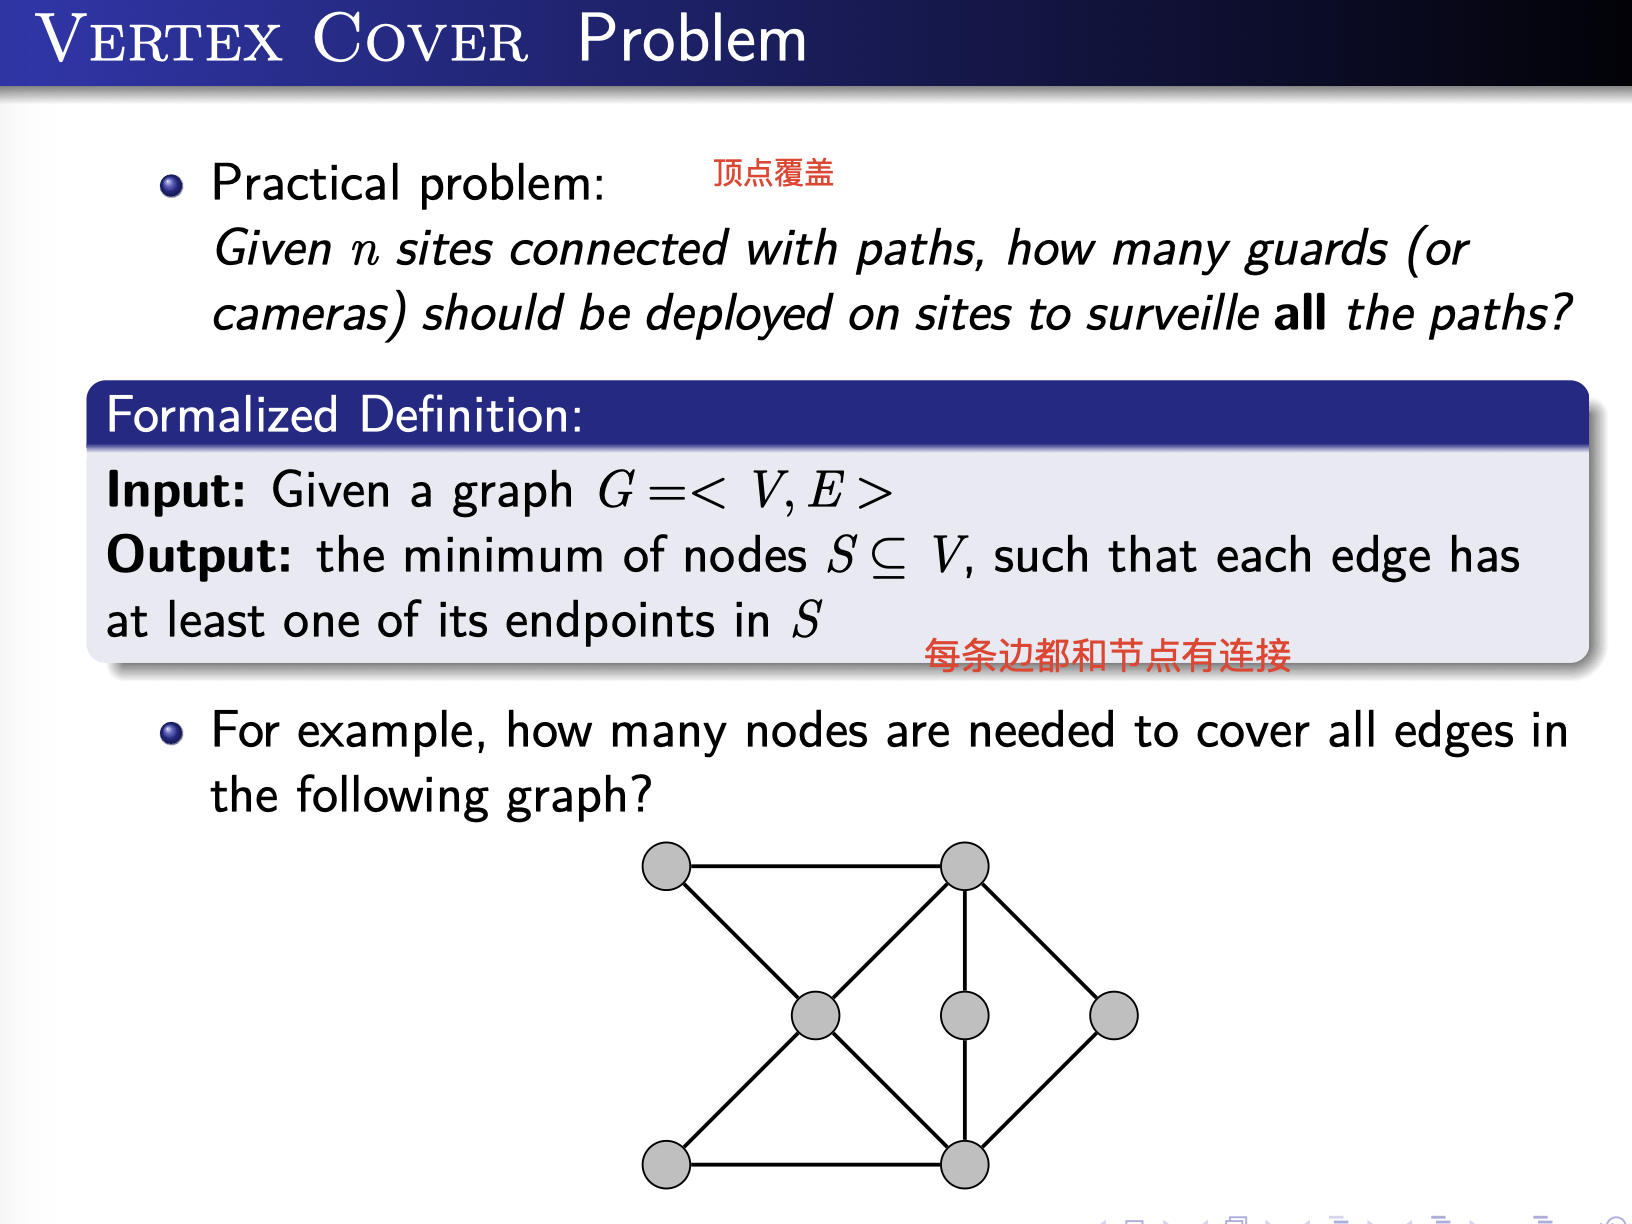 VERTEX COVER Problem
Practical problem:
顶点覆盖
Given n sites connected with paths, how many guards (or
cameras) should be deployed on sites to surveille all the paths?
Formalized Definition:
Input: Given a graph G =< V, E >
Output: the minimum of nodes S ⊆ V, such that each edge has
at least one of its endpoints in S
每条边都和节点有连接
For example, how many nodes are needed to cover all edges in
the following graph?